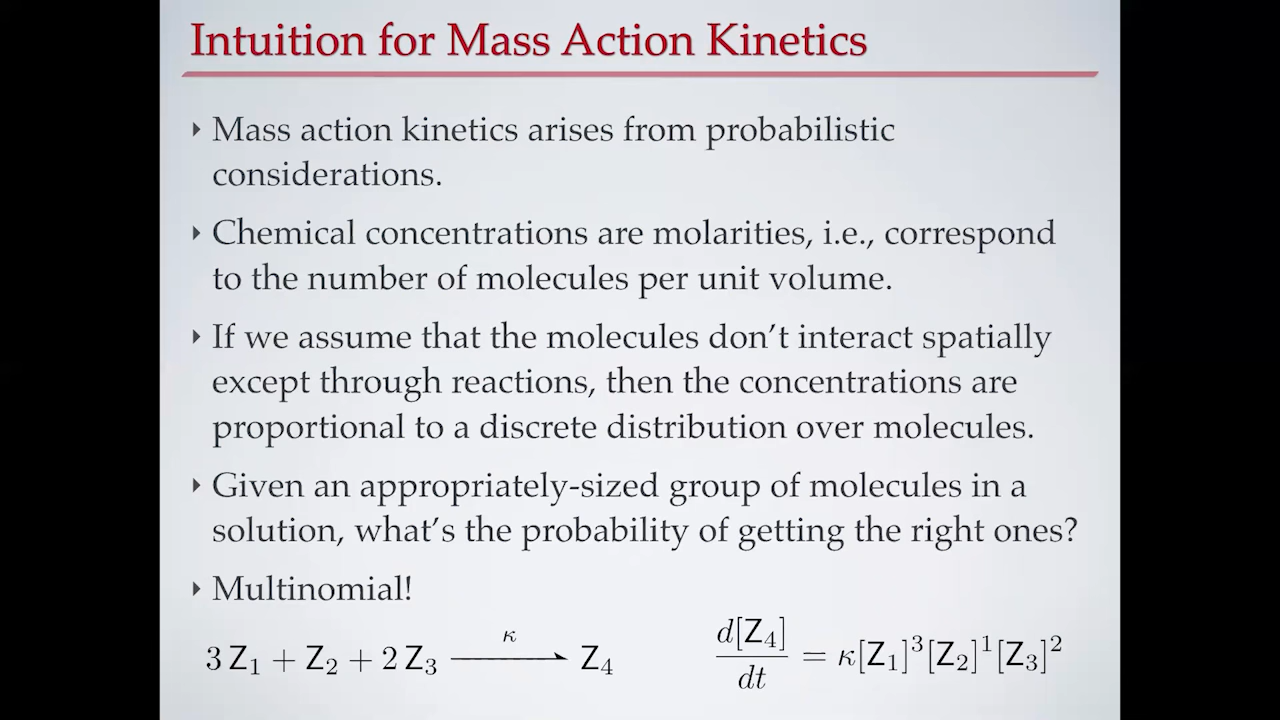 Intuition for Mass Action Kinetics
‣ Mass action kinetics arises from probabilistic
considerations.
‣ Chemical concentrations are molarities, i.e., correspond
to the number of molecules per unit volume.
‣ If we assume that the molecules don’t interact spatially
except through reactions, then the concentrations are
proportional to a discrete distribution over molecules.
‣ Given an appropriately-sized group of molecules in a
solution, what’s the probability of getting the right ones?
‣ Multinomial!
3 Z₁ + Z₂ + 2 Z₃ —κ→ Z₄    d[Z₄]/dt = κ[Z₁]³[Z₂]¹[Z₃]²